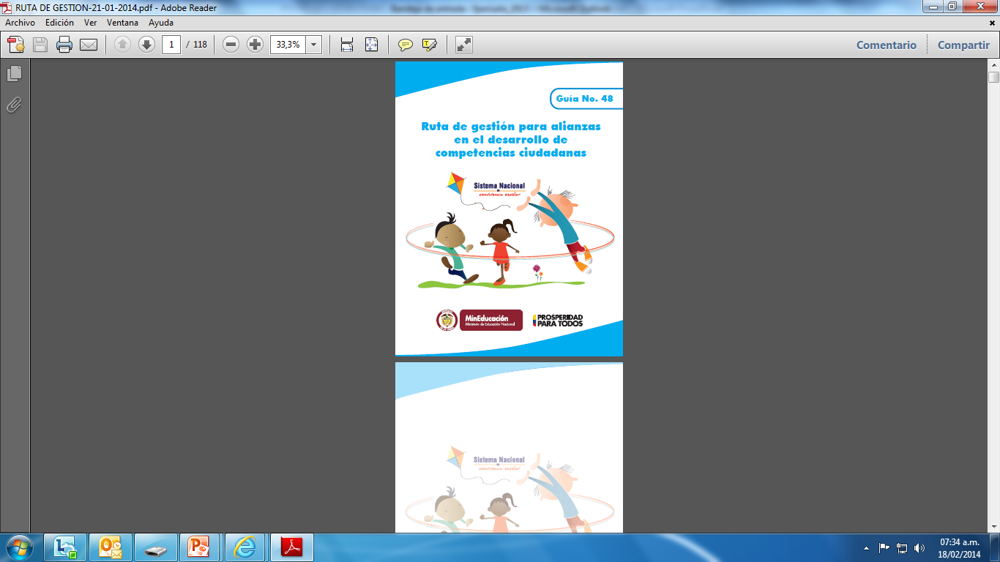 RUTA DE GESTION-21-01-2014.pdf - Adobe Reader
Archivo Edición Ver Ventana Ayuda
1 / 118 33,3% Comentario Compartir
Guía No. 48
Ruta de gestión para alianzas
en el desarrollo de
competencias ciudadanas
Sistema Nacional
de
convivencia escolar
MinEducación
Ministerio de Educación Nacional
PROSPERIDAD
PARA TODOS
Sistema Nacional
de
convivencia escolar
07:34 a.m.
18/02/2014